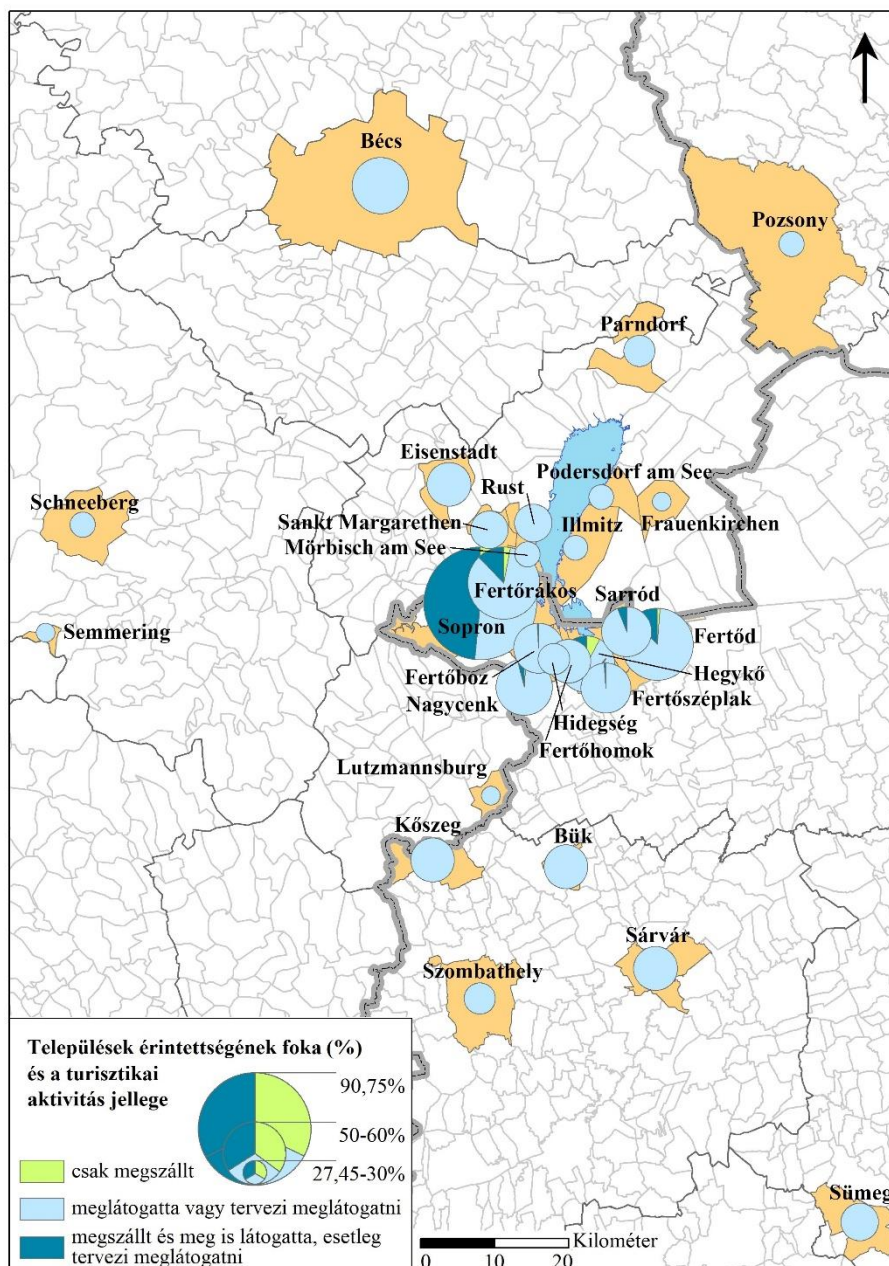 Bécs
Pozsony
Parndorf
Eisenstadt
Podersdorf am See
Rust
Schneeberg
Sankt Margarethen
Illmitz
Frauenkirchen
Mörbisch am See
Fertőrákos
Sarród
Semmering
Sopron
Fertőd
Fertőboz
Hegykő
Nagycenk
Fertőszéplak
Hidegség
Fertőhomok
Lutzmannsburg
Kőszeg
Bük
Sárvár
Szombathely
Sümeg
Települések érintettségének foka (%)
és a turisztikai
aktivitás jellege
90,75%
50-60%
27,45-30%
csak megszállt
meglátogatta vagy tervezi meglátogatni
megszállt és meg is látogatta, esetleg
tervezi meglátogatni
Kilométer
0 10 20